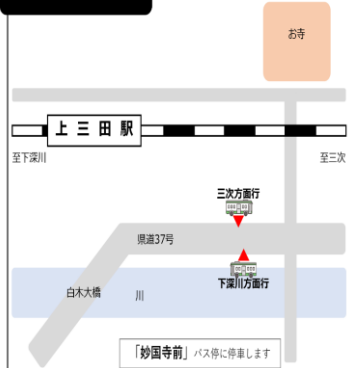 お寺
上三田駅
至下深川
至三次
三次方面行
県道37号
下深川方面行
白木大橋
川
「妙国寺前」バス停に停車します